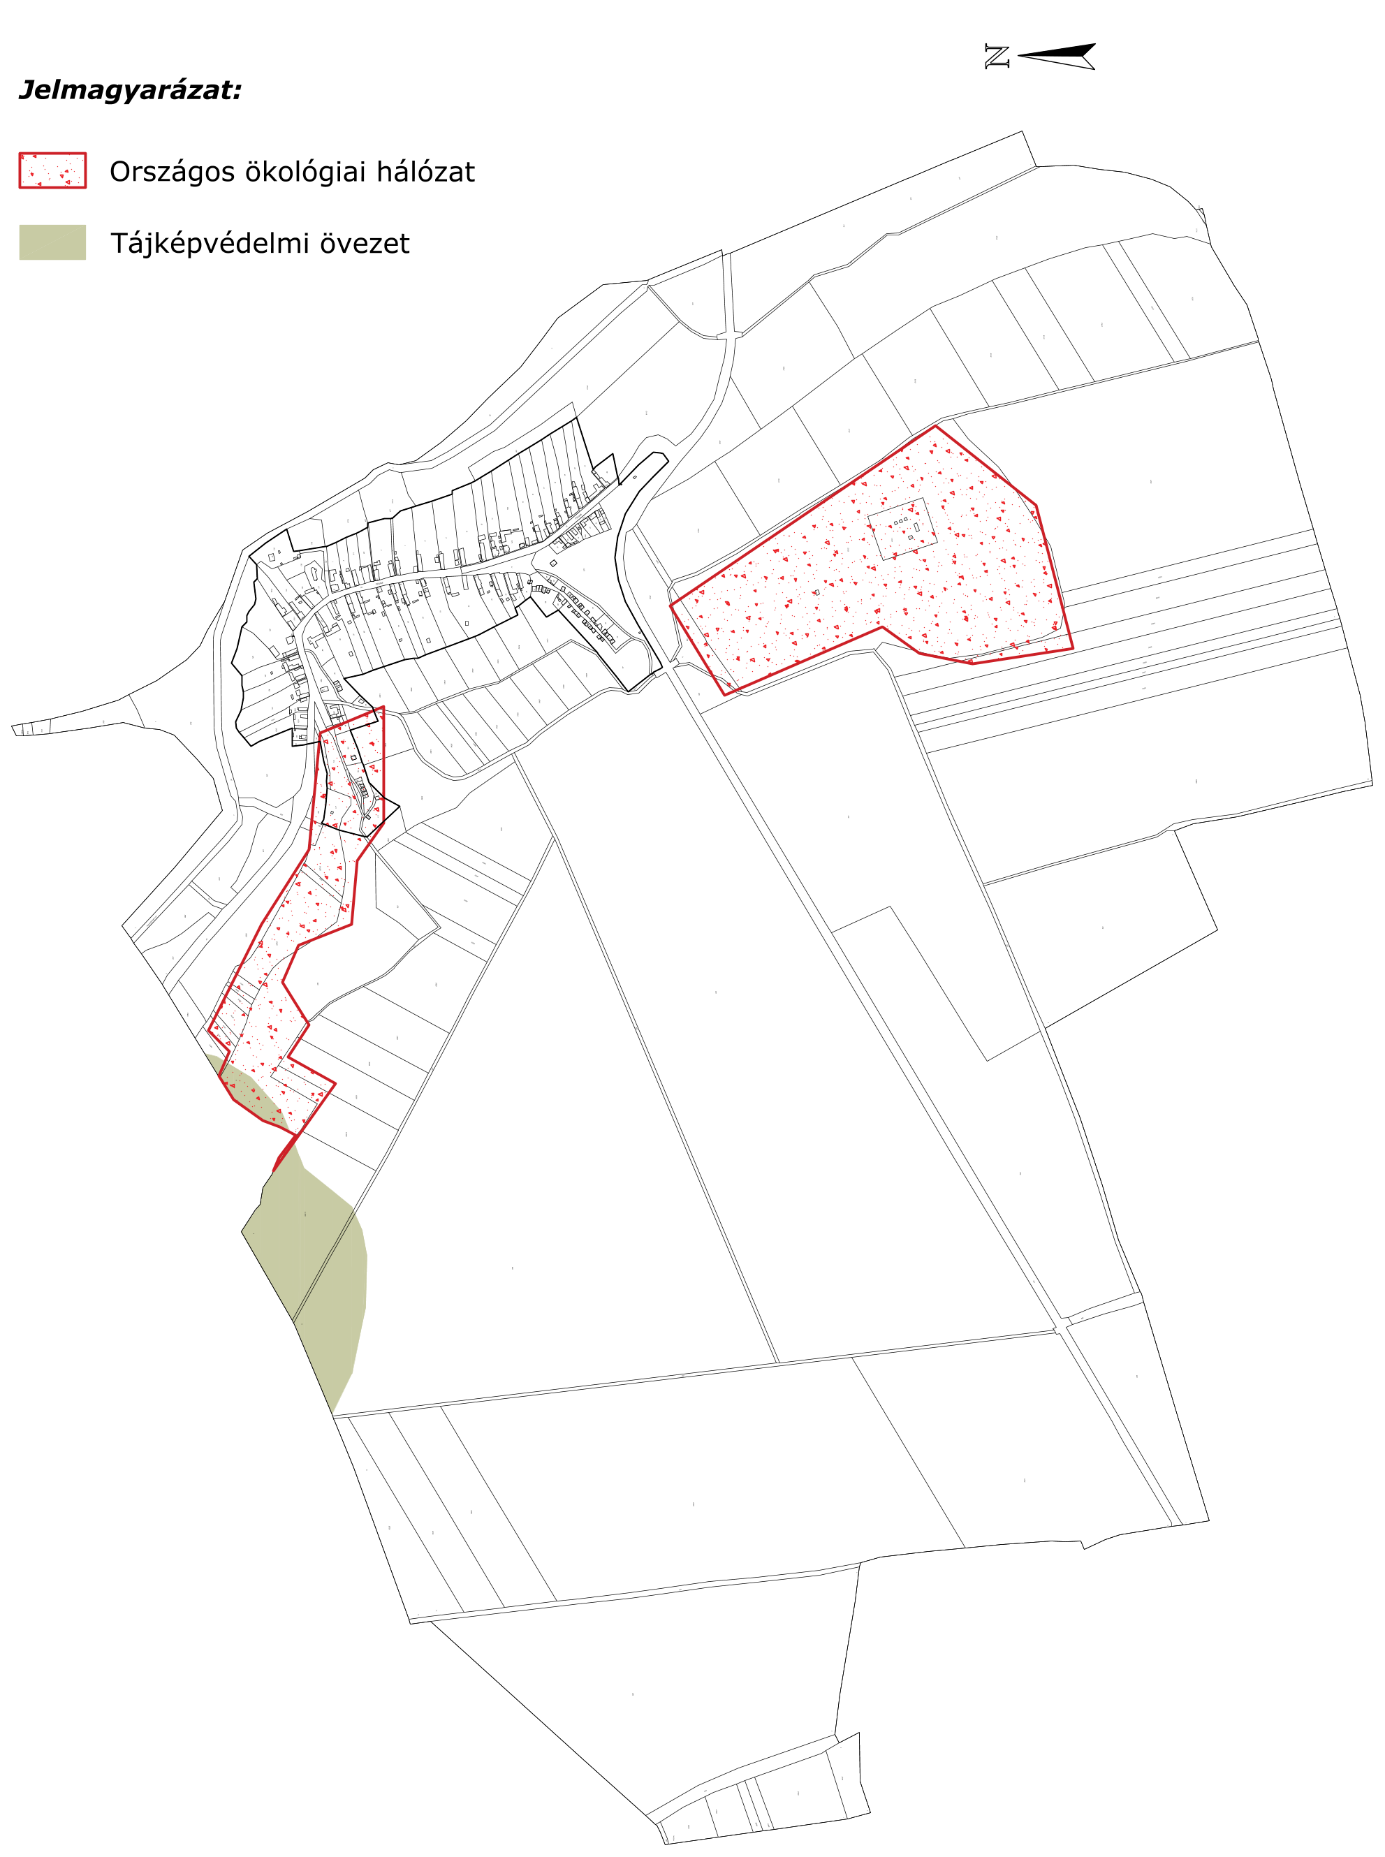 N
Jelmagyarázat:
Országos ökológiai hálózat
Tájképvédelmi övezet